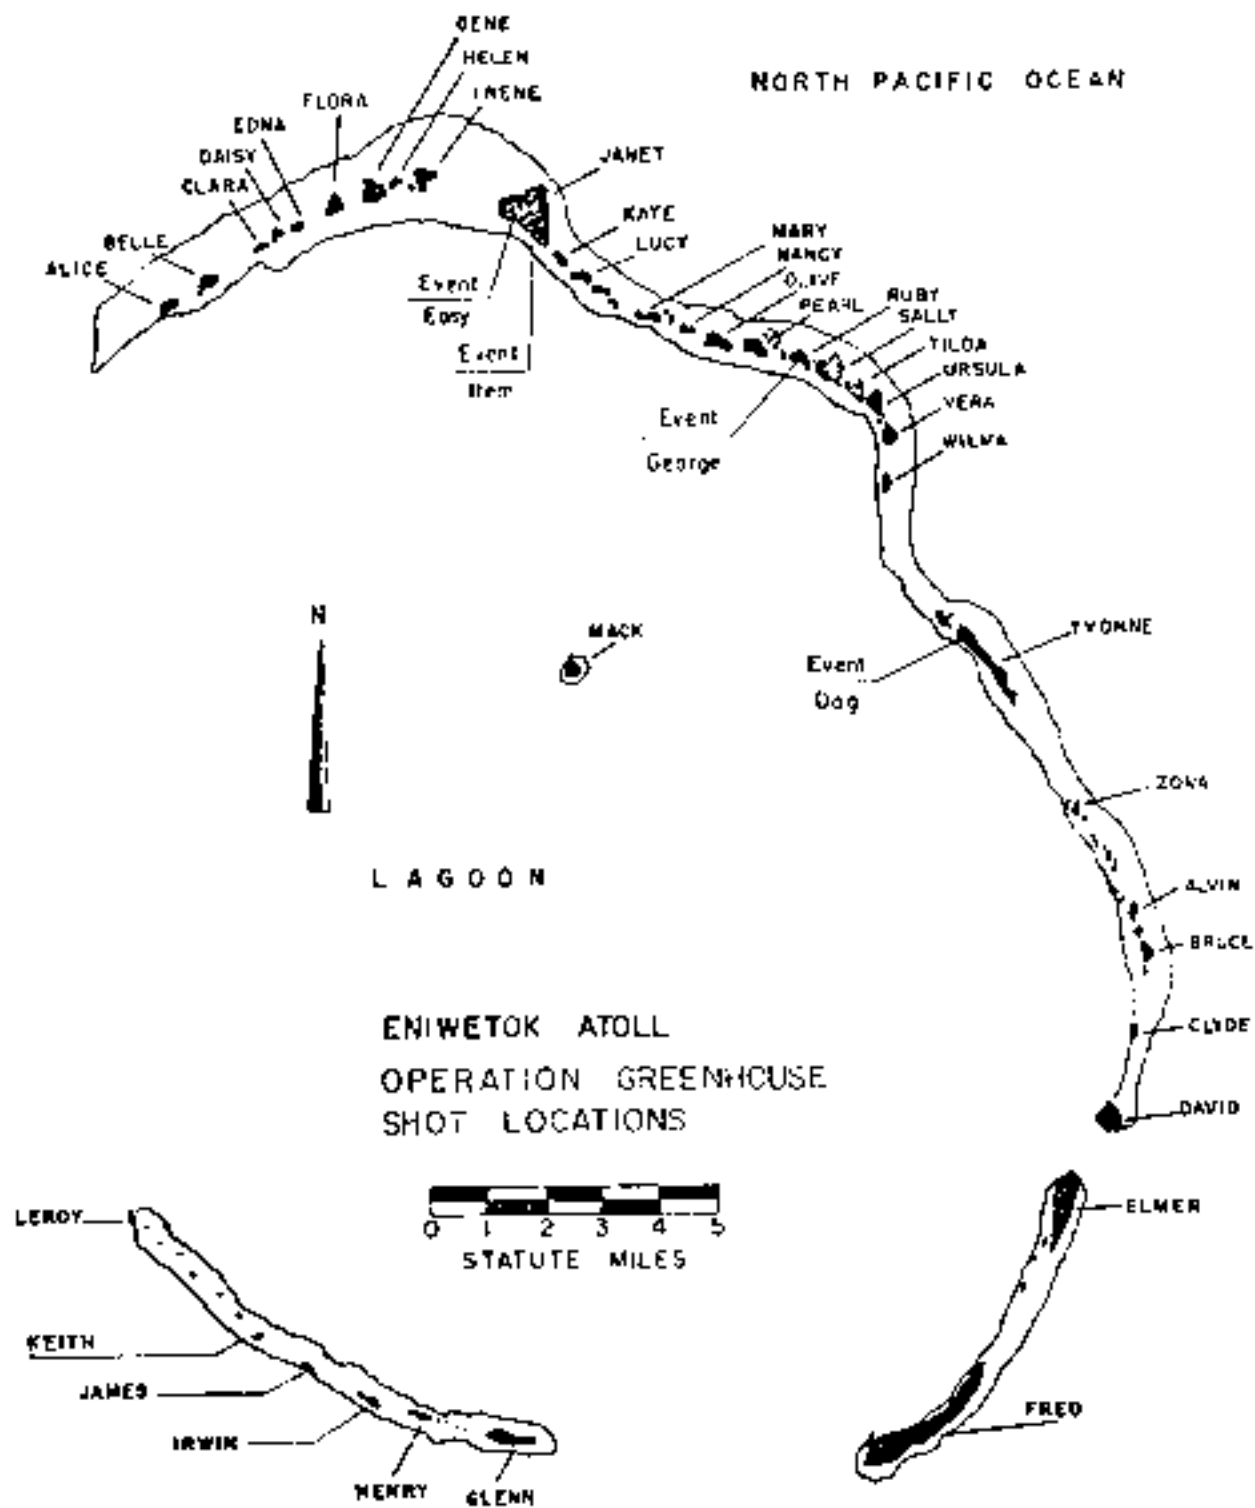 GENE
HELEN
IRENE
NORTH PACIFIC OCEAN
FLORA
EDNA
DAISY
CLARA
JANET
BELLE
ALICE
KATE
LUCY
MARY
NANCY
OLIVE
PEARL
RUBY
SALLY
TILDA
URSULA
VERA
WILMA
Event
Easy
Event
Item
Event
George
N
MACK
YVONNE
Event
Dog
ZONA
LAGOON
ALVIN
BRUCE
CLYDE
DAVID
ENIWETOK ATOLL
OPERATION GREENHOUSE
SHOT LOCATIONS
0 1 2 3 4 5
STATUTE MILES
LEROY
ELMER
KEITH
JAMES
IRWIN
HENRY
GLENN
FRED